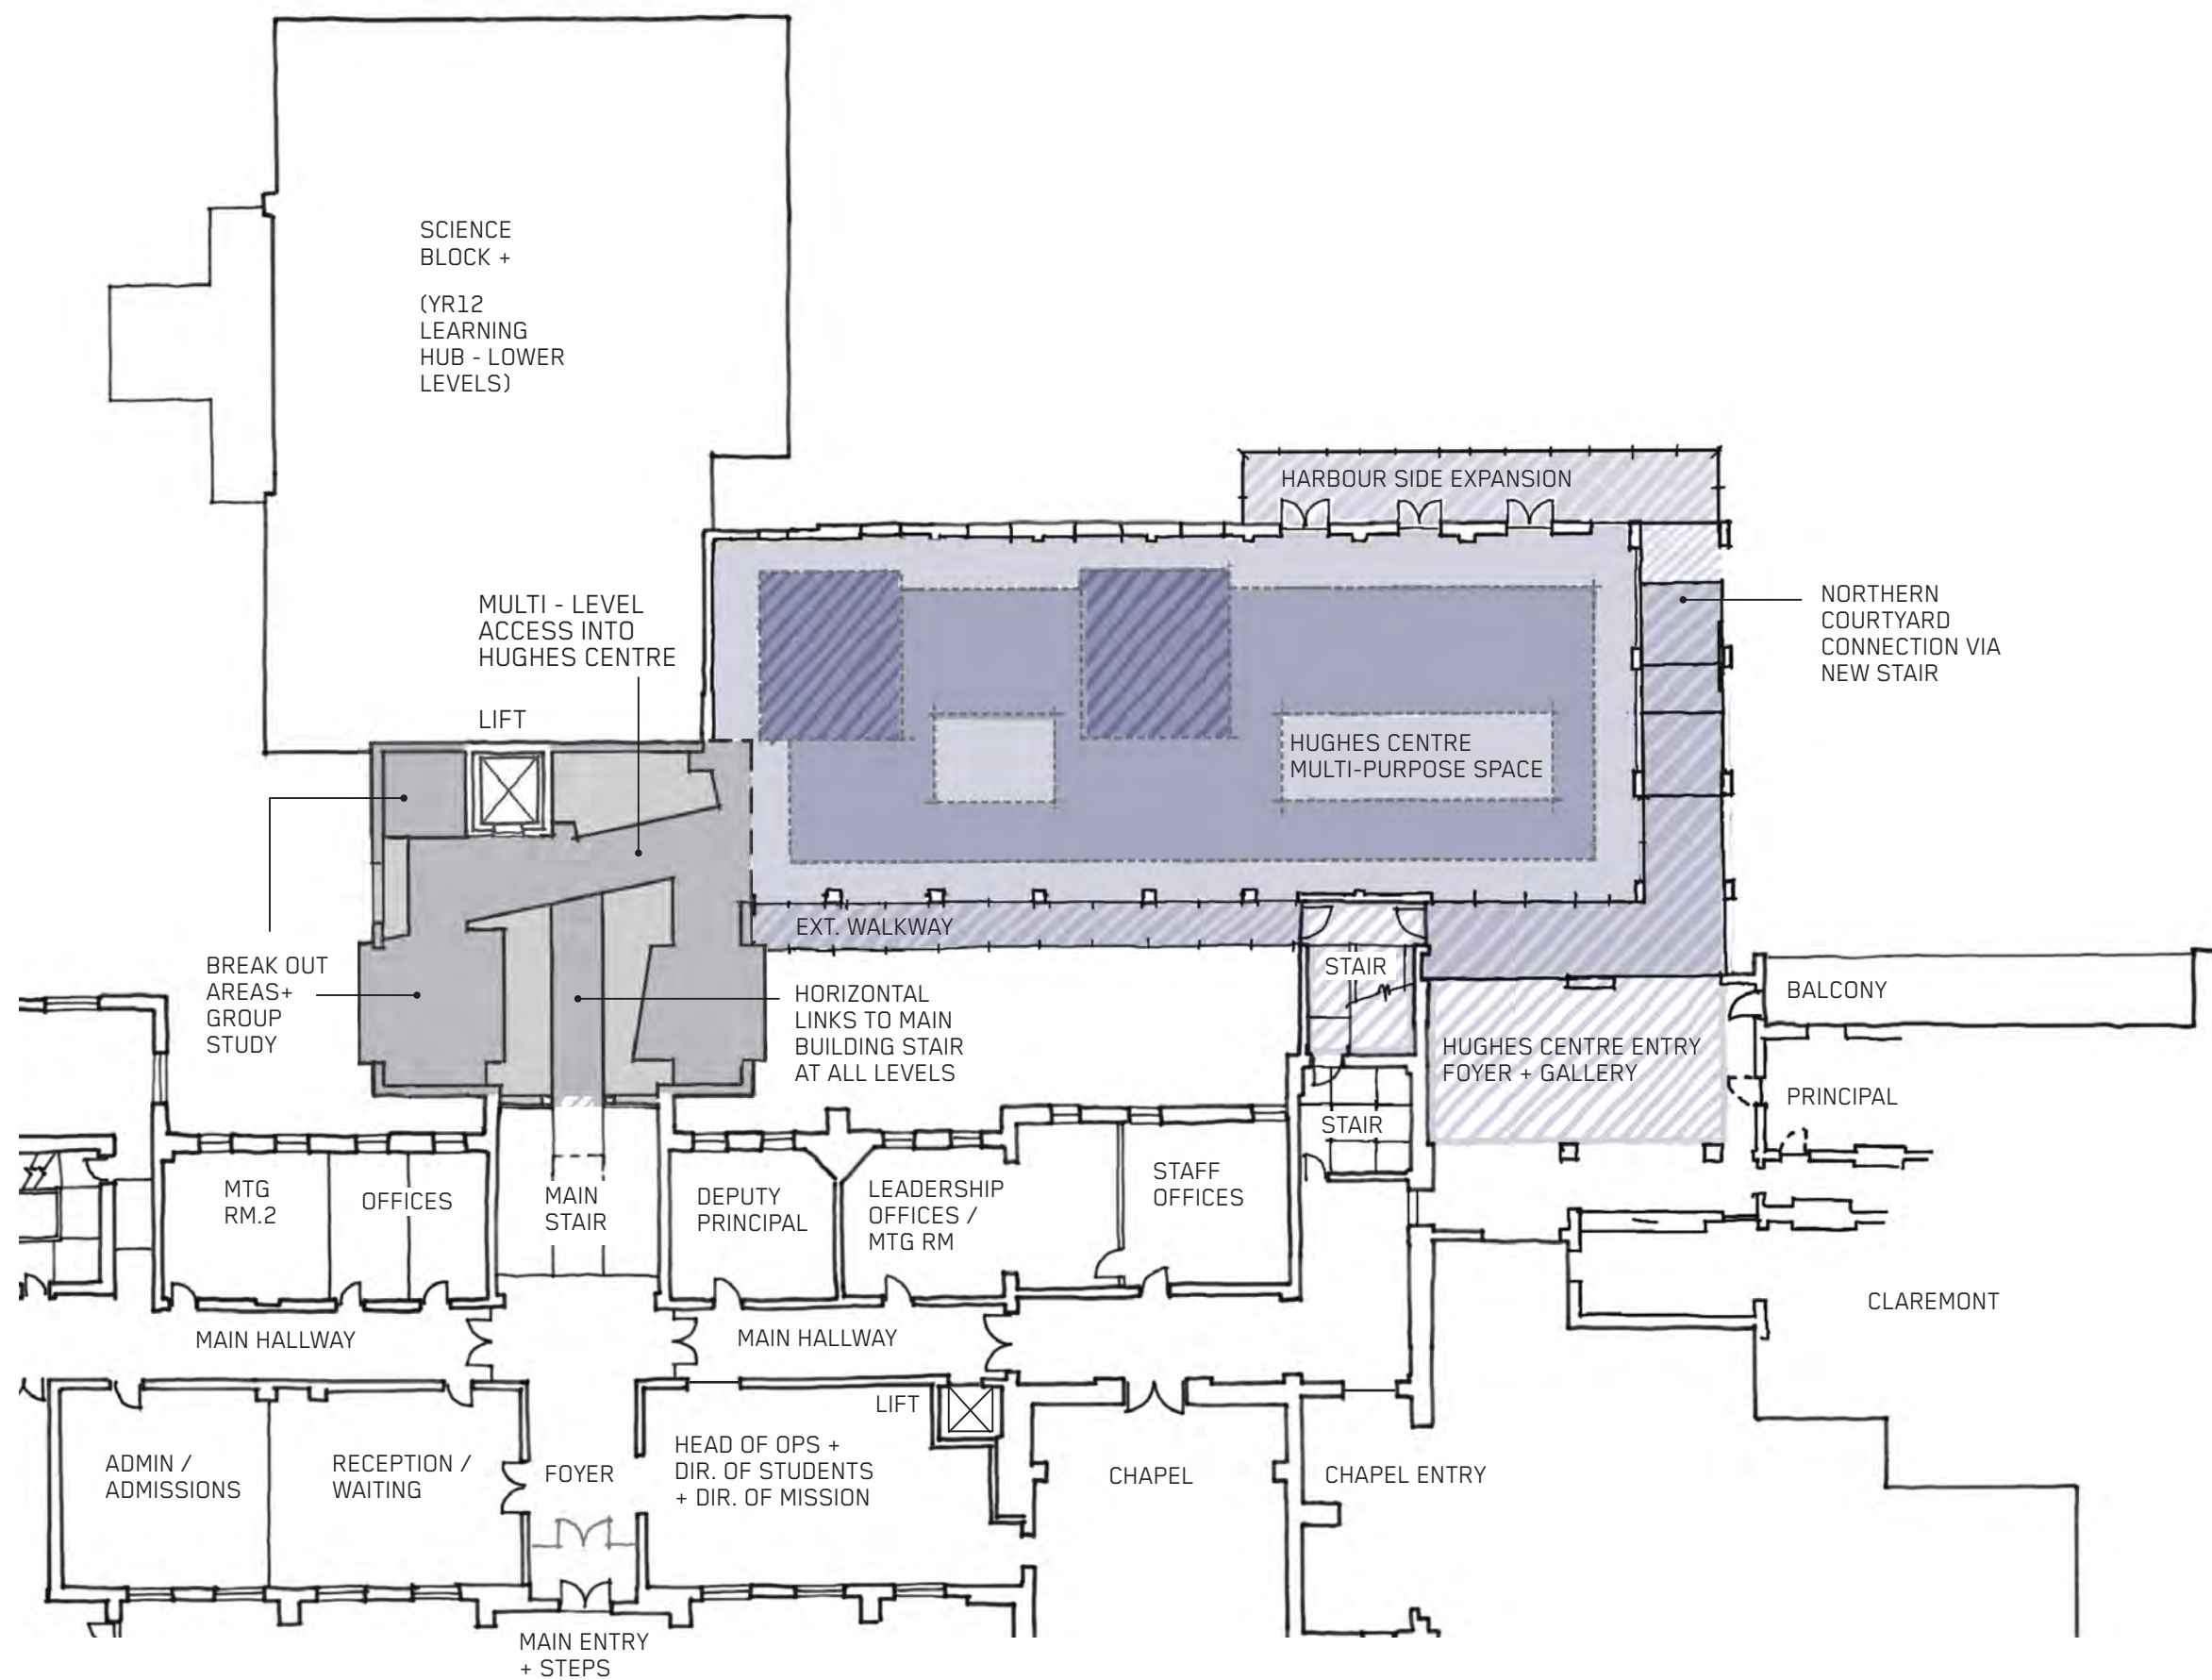 SCIENCE
BLOCK +
(YR12
LEARNING
HUB - LOWER
LEVELS)
HARBOUR SIDE EXPANSION
MULTI - LEVEL
ACCESS INTO
HUGHES CENTRE
NORTHERN
COURTYARD
CONNECTION VIA
NEW STAIR
LIFT
HUGHES CENTRE
MULTI-PURPOSE SPACE
EXT. WALKWAY
BREAK OUT
AREAS+
GROUP
STUDY
HORIZONTAL
LINKS TO MAIN
BUILDING STAIR
AT ALL LEVELS
STAIR
BALCONY
HUGHES CENTRE ENTRY
FOYER + GALLERY
PRINCIPAL
STAIR
MTG
RM.2
OFFICES
MAIN
STAIR
DEPUTY
PRINCIPAL
LEADERSHIP
OFFICES /
MTG RM
STAFF
OFFICES
CLAREMONT
MAIN HALLWAY
MAIN HALLWAY
LIFT
ADMIN /
ADMISSIONS
RECEPTION /
WAITING
FOYER
HEAD OF OPS +
DIR. OF STUDENTS
+ DIR. OF MISSION
CHAPEL
CHAPEL ENTRY
MAIN ENTRY
+ STEPS